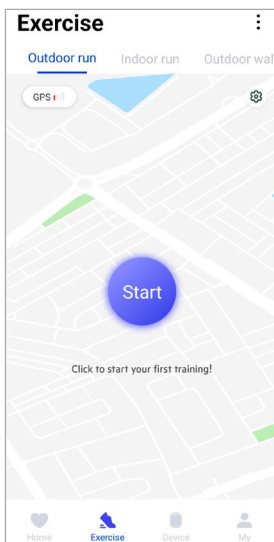 Exercise
Outdoor run Indoor run Outdoor wal
GPS
Start
Click to start your first training!
Home Exercise Device My